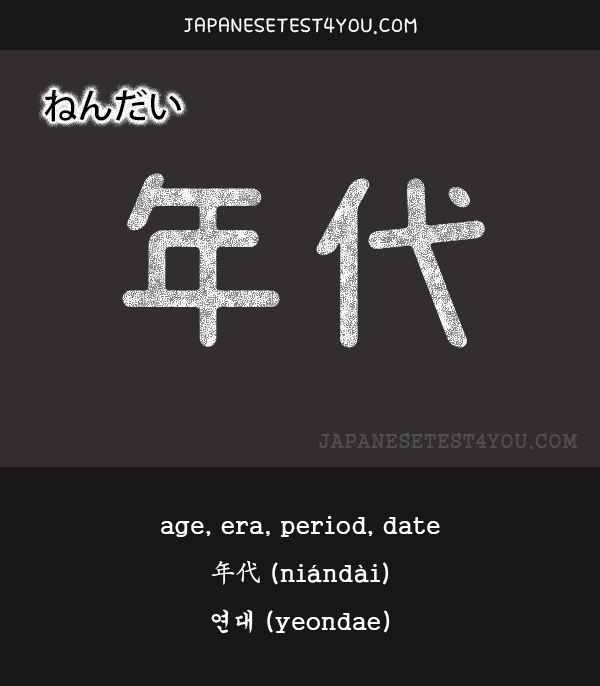 JAPANESETEST4YOU.COM
ねんだい
年代
JAPANESETEST4YOU.COM
age, era, period, date
年代 (niándài)
연대 (yeondae)